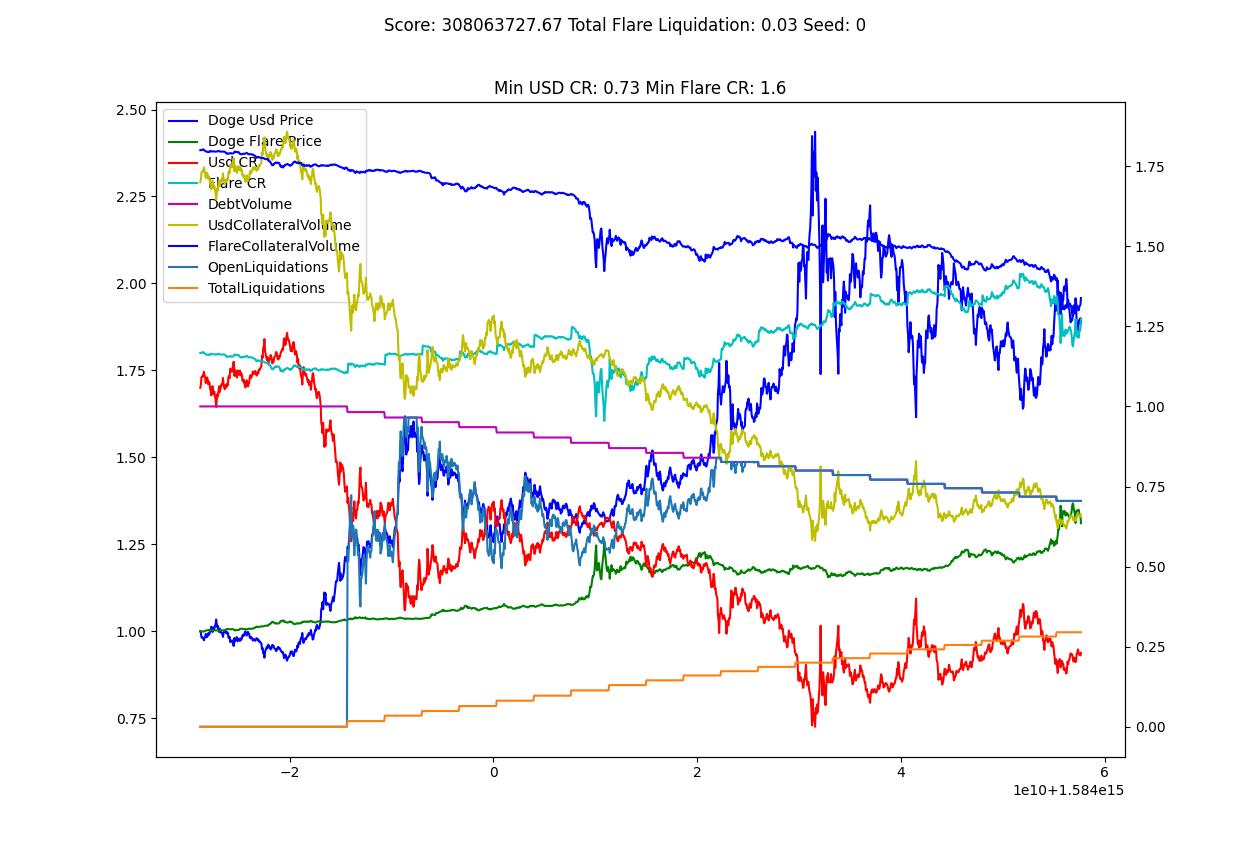 Score: 308063727.67 Total Flare Liquidation: 0.03 Seed: 0
Min USD CR: 0.73 Min Flare CR: 1.6
2.50
2.25
2.00
1.75
1.50
1.25
1.00
0.75
Doge Usd Price
Doge Flare Price
Usd CR
Flare CR
DebtVolume
UsdCollateralVolume
FlareCollateralVolume
OpenLiquidations
TotalLiquidations
1.75
1.50
1.25
1.00
0.75
0.50
0.25
0.00
−2 0 2 4 6
1e10+1.584e15